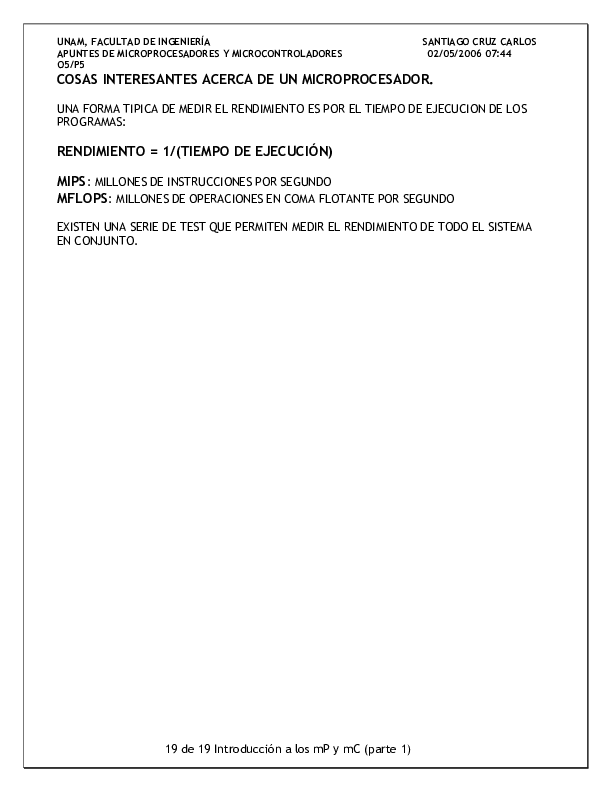 UNAM, FACULTAD DE INGENIERÍA SANTIAGO CRUZ CARLOS
APUNTES DE MICROPROCESADORES Y MICROCONTROLADORES 02/05/2006 07:44
O5/P5
COSAS INTERESANTES ACERCA DE UN MICROPROCESADOR.
UNA FORMA TIPICA DE MEDIR EL RENDIMIENTO ES POR EL TIEMPO DE EJECUCION DE LOS
PROGRAMAS:
RENDIMIENTO = 1/(TIEMPO DE EJECUCIÓN)
MIPS: MILLONES DE INSTRUCCIONES POR SEGUNDO
MFLOPS: MILLONES DE OPERACIONES EN COMA FLOTANTE POR SEGUNDO
EXISTEN UNA SERIE DE TEST QUE PERMITEN MEDIR EL RENDIMIENTO DE TODO EL SISTEMA
EN CONJUNTO.
19 de 19 Introducción a los mP y mC (parte 1)